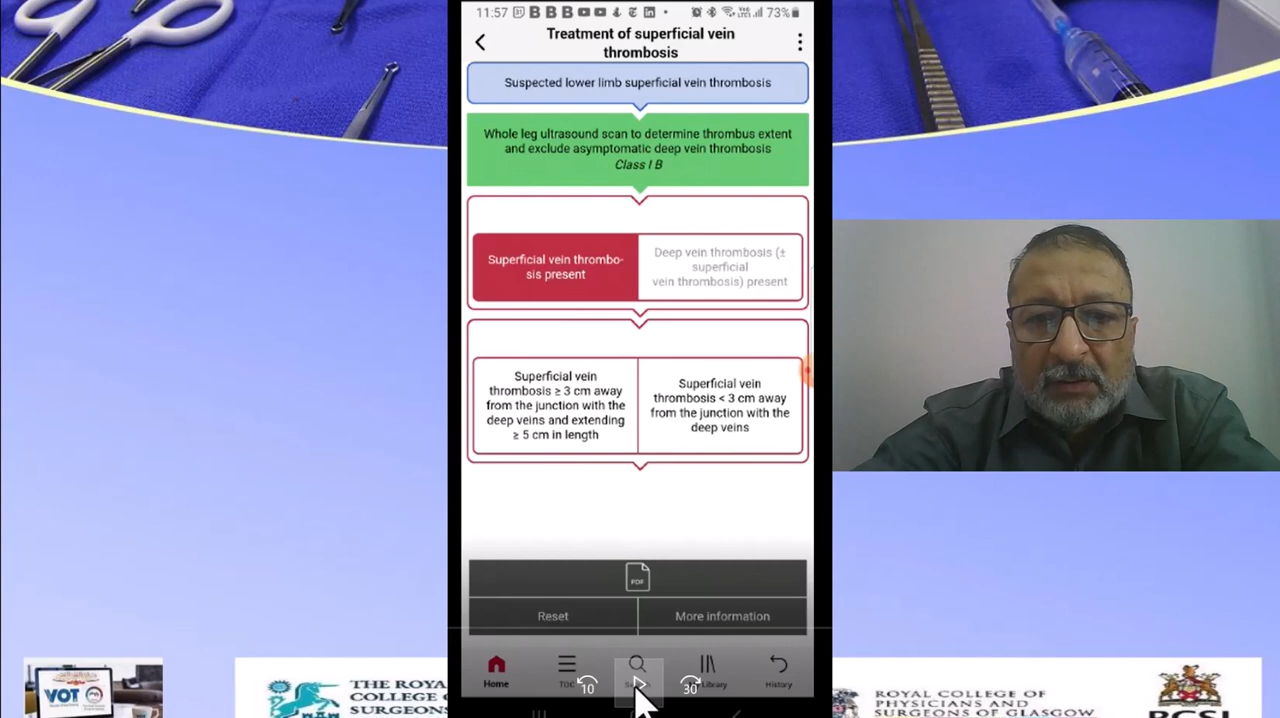 11:57
73%
Treatment of superficial vein
thrombosis
Suspected lower limb superficial vein thrombosis
Whole leg ultrasound scan to determine thrombus extent
and exclude asymptomatic deep vein thrombosis
Class I B
Superficial vein thrombo-
sis present
Deep vein thrombosis (±
superficial
vein thrombosis) present
Superficial vein
thrombosis ≥ 3 cm away
from the junction with the
deep veins and extending
≥ 5 cm in length
Superficial vein
thrombosis < 3 cm away
from the junction with the
deep veins
PDF
Reset
More information
Home
TOC
Library
History
10
30
VOT
THE ROYAL
COLLEGE
SURGEONS
ROYAL COLLEGE OF
PHYSICIANS AND
SURGEONS OF GLASGOW
RCSI